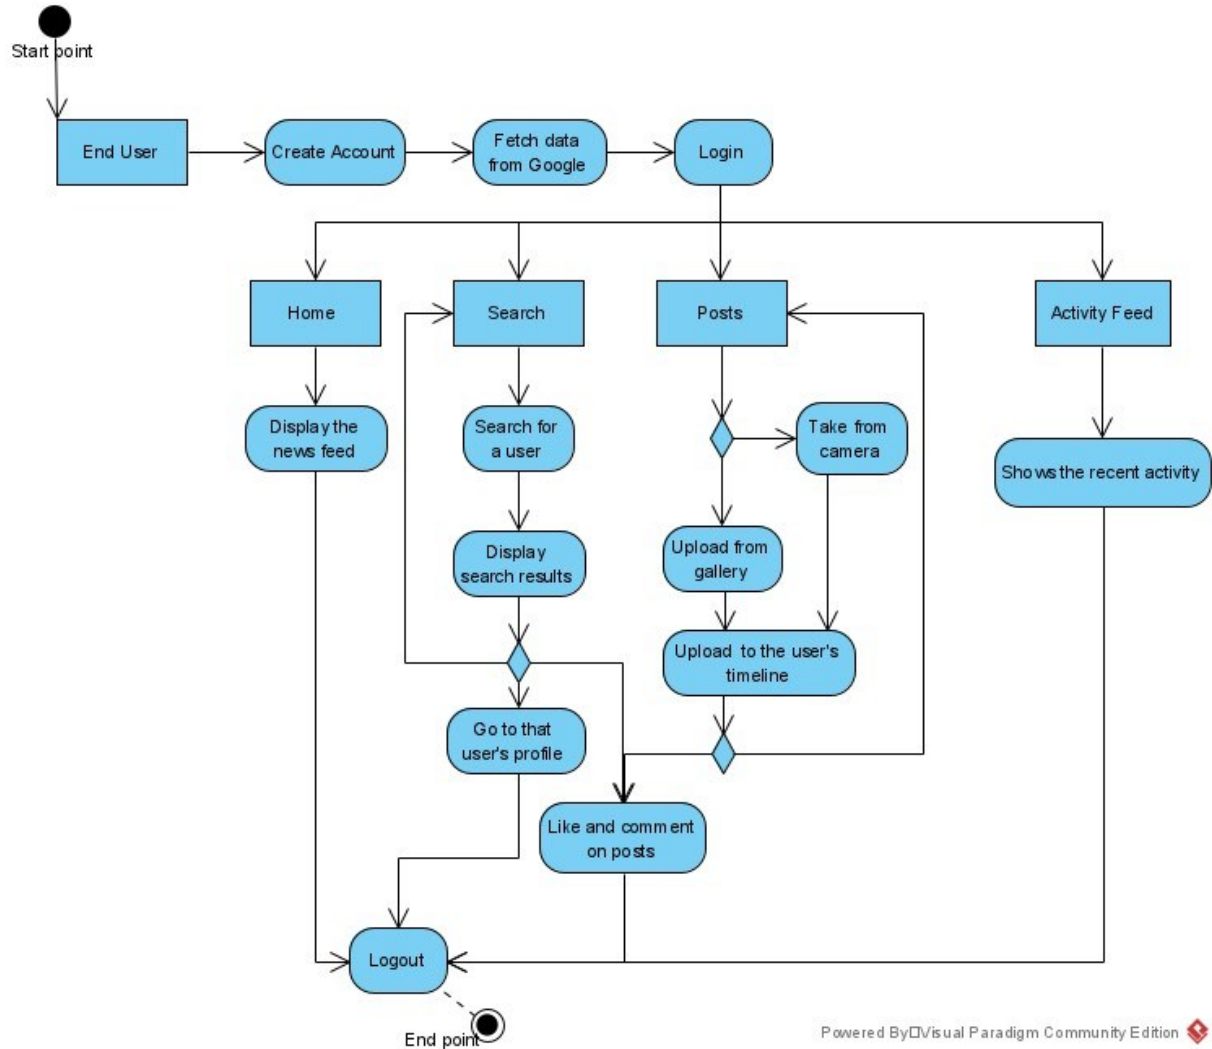 Start point
End User
Create Account
Fetch data
from Google
Login
Home
Search
Posts
Activity Feed
Display the
news feed
Search for
a user
Take from
camera
Shows the recent activity
Display
search results
Upload from
gallery
Upload to the user's
timeline
Go to that
user's profile
Like and comment
on posts
Logout
End point
Powered By□Visual Paradigm Community Edition